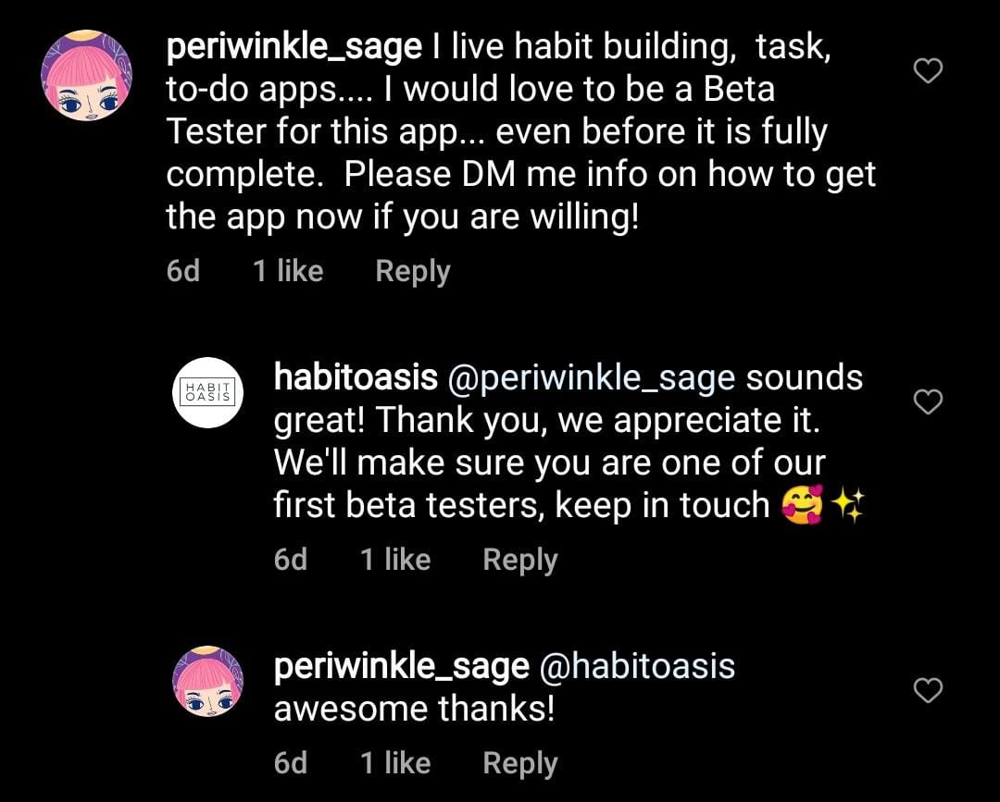 periwinkle_sage I live habit building,  task,
to-do apps.... I would love to be a Beta
Tester for this app... even before it is fully
complete.  Please DM me info on how to get
the app now if you are willing!
6d 1 like Reply
HABIT
OASIS
habitoasis @periwinkle_sage sounds
great! Thank you, we appreciate it.
We'll make sure you are one of our
first beta testers, keep in touch 🥰✨
6d 1 like Reply
periwinkle_sage @habitoasis
awesome thanks!
6d 1 like Reply